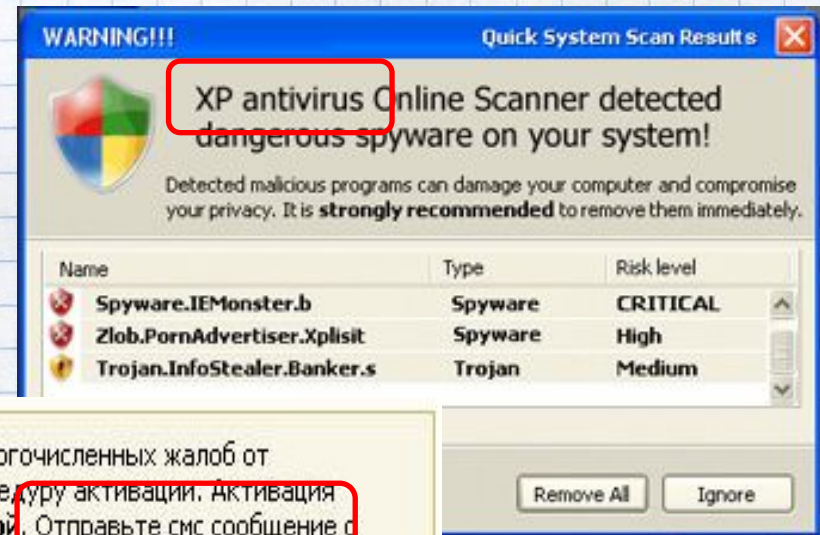 WARNING!!! Quick System Scan Results
XP antivirus Online Scanner detected
dangerous spyware on your system!
Detected malicious programs can damage your computer and compromise
your privacy. It is strongly recommended to remove them immediately.
Name Type Risk level
Spyware.IEMonster.b Spyware CRITICAL
Zlob.PornAdvertiser.Xplisit Spyware High
Trojan.InfoStealer.Banker.s Trojan Medium
Remove All Ignore
огочисленных жалоб от
едуру активации. Активация
ой. Отправьте смс сообщение с